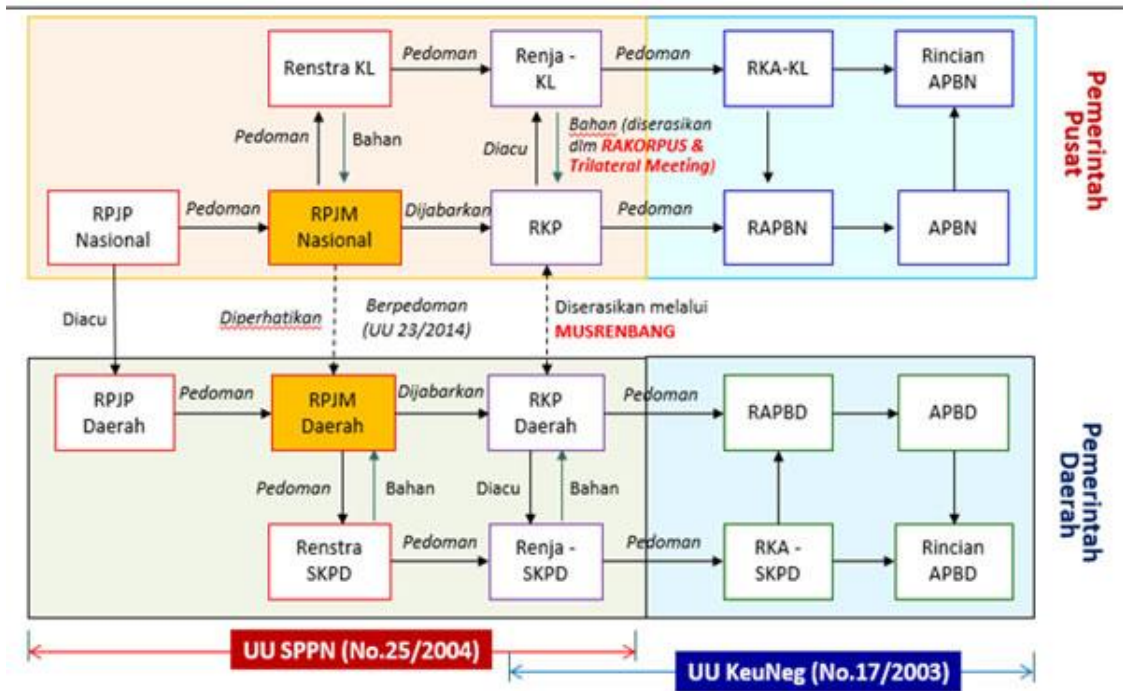 Renstra KL
Pedoman
Renja -
KL
Pedoman
RKA-KL
Rincian
APBN
Pedoman
Bahan
Diacu
Bahan (diserasikan
dlm RAKORPUS &
Trilateral Meeting)
RPJP
Nasional
Pedoman
RPJM
Nasional
Dijabarkan
RKP
Pedoman
RAPBN
APBN
Pemerintah
Pusat
Diacu
Diperhatikan
Berpedoman
(UU 23/2014)
Diserasikan melalui
MUSRENBANG
RPJP
Daerah
Pedoman
RPJM
Daerah
Dijabarkan
RKP
Daerah
Pedoman
RAPBD
APBD
Pedoman
Bahan
Diacu
Bahan
Renstra
SKPD
Pedoman
Renja -
SKPD
Pedoman
RKA -
SKPD
Rincian
APBD
Pemerintah
Daerah
UU SPPN (No.25/2004)
UU KeuNeg (No.17/2003)